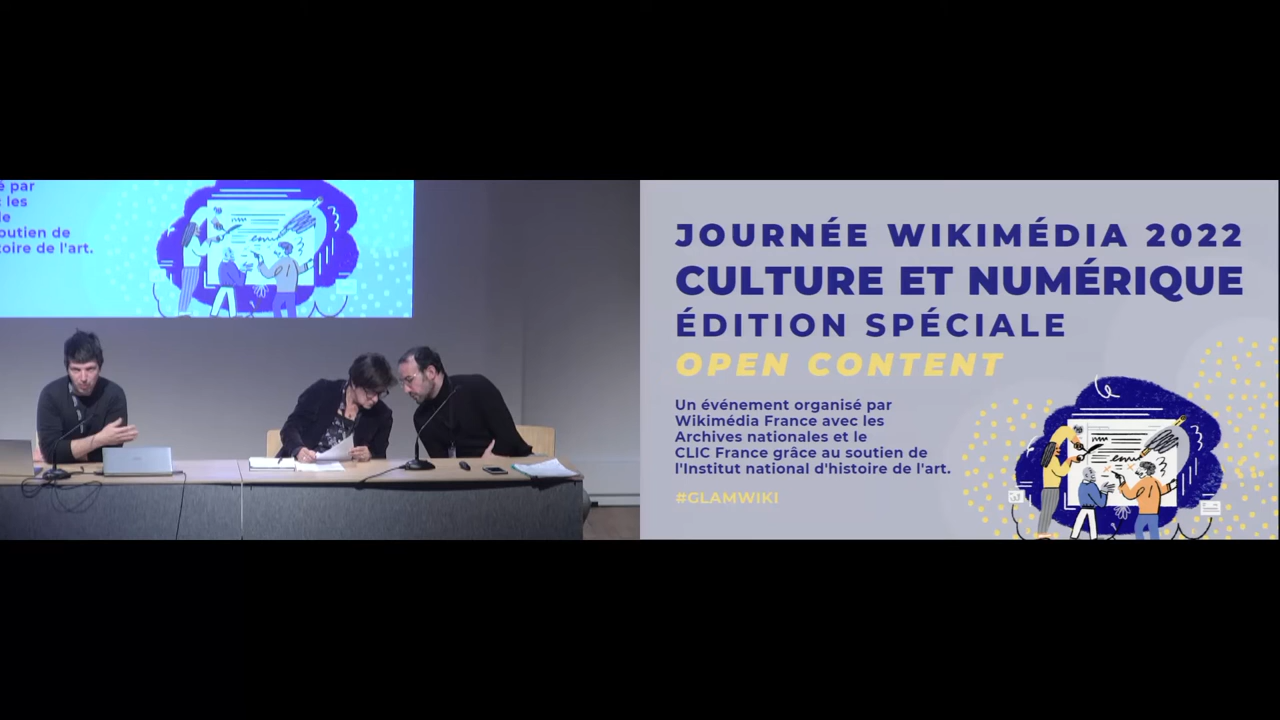 é par
c les
le
outien de
toire de l'art.
JOURNÉE WIKIMÉDIA 2022
CULTURE ET NUMÉRIQUE
ÉDITION SPÉCIALE
OPEN CONTENT
Un événement organisé par
Wikimédia France avec les
Archives nationales et le
CLIC France grâce au soutien de
l'Institut national d'histoire de l'art.
#GLAMWIKI